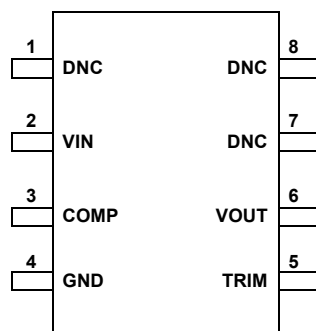 1 DNC DNC 8
2 VIN DNC 7
3 COMP VOUT 6
4 GND TRIM 5